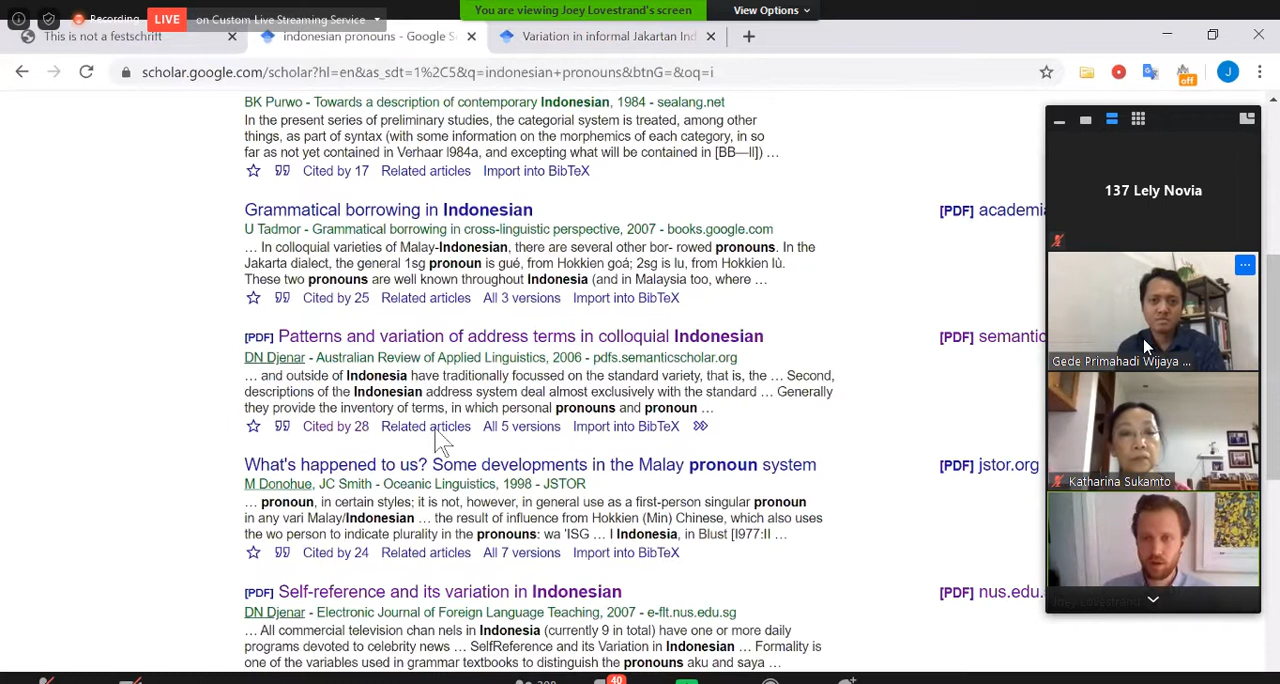 Recording
LIVE
on Custom Live Streaming Service
You are viewing Joey Lovestrand's screen
View Options
This is not a festschrift
indonesian pronouns - Google S
Variation in informal Jakartan Ind
scholar.google.com/scholar?hl=en&as_sdt=1%2C5&q=indonesian+pronouns&btnG=&oq=i
off
J
BK Purwo - Towards a description of contemporary Indonesian, 1984 - sealang.net
In the present series of preliminary studies, the categorial system is treated, among other
things, as part of syntax (with some information on the morphemics of each category, in so
far as not yet contained in Verhaar l984a, and excepting what will be contained in [BB—II]) …
Cited by 17 Related articles Import into BibTeX
Grammatical borrowing in Indonesian
[PDF] academia
U Tadmor - Grammatical borrowing in cross-linguistic perspective, 2007 - books.google.com
… In colloquial varieties of Malay-Indonesian, there are several other bor- rowed pronouns. In the
Jakarta dialect, the general 1sg pronoun is gué, from Hokkien goá; 2sg is lu, from Hokkien lù.
These two pronouns are well known throughout Indonesia (and in Malaysia too, where …
Cited by 25 Related articles All 3 versions Import into BibTeX
[PDF] Patterns and variation of address terms in colloquial Indonesian
[PDF] semantic
DN Djenar - Australian Review of Applied Linguistics, 2006 - pdfs.semanticscholar.org
… and outside of Indonesia have traditionally focussed on the standard variety, that is, the … Second,
descriptions of the Indonesian address system deal almost exclusively with the standard … Generally
they provide the inventory of terms, in which personal pronouns and pronoun …
Cited by 28 Related articles All 5 versions Import into BibTeX
What's happened to us? Some developments in the Malay pronoun system
[PDF] jstor.org
M Donohue, JC Smith - Oceanic Linguistics, 1998 - JSTOR
… pronoun, in certain styles; it is not, however, in general use as a first-person singular pronoun
in any vari Malay/Indonesian … the result of influence from Hokkien (Min) Chinese, which also uses
the wo person to indicate plurality in the pronouns: wa 'ISG … I Indonesia, in Blust [I977:II …
Cited by 24 Related articles All 7 versions Import into BibTeX
[PDF] Self-reference and its variation in Indonesian
[PDF] nus.edu.
DN Djenar - Electronic Journal of Foreign Language Teaching, 2007 - e-flt.nus.edu.sg
… All commercial television chan nels in Indonesia (currently 9 in total) have one or more daily
programs devoted to celebrity news … SelfReference and its Variation in Indonesian … Formality is
one of the variables used in grammar textbooks to distinguish the pronouns aku and saya …
137 Lely Novia
Gede Primahadi Wijaya ...
Katharina Sukamto
Joey Lovestrand
40